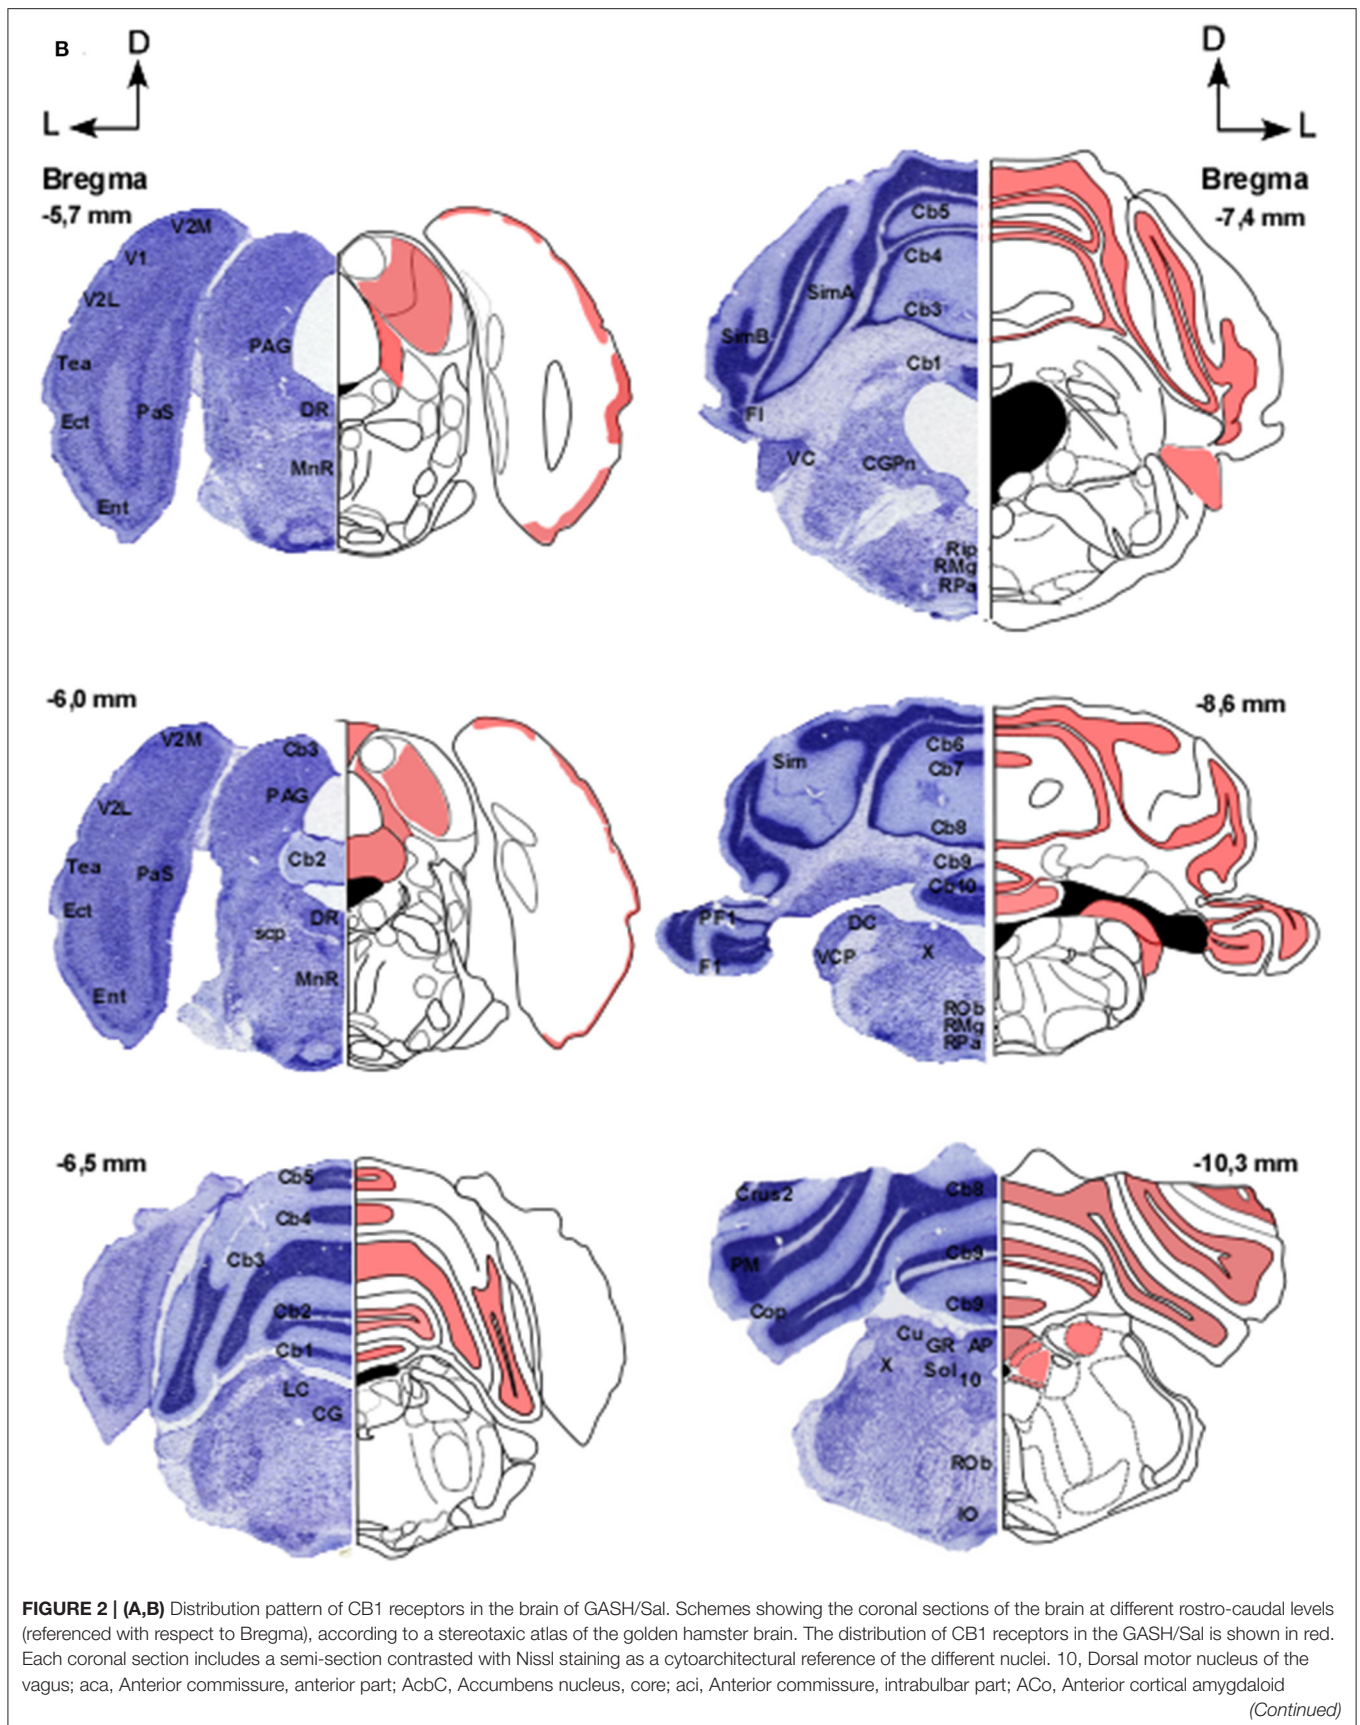 B
D
L
Bregma
-5,7 mm
V2M
V1
V2L
PAG
Tea
DR
PaS
Ect
MnR
Ent
D
L
Bregma
-7,4 mm
Cb5
Cb4
SimA
Cb3
SimB
Cb1
Fl
VC
CGPn
Rip
RMg
RPa
-6,0 mm
V2M
Cb3
PAG
V2L
Cb2
Tea
PaS
Ect
DR
scp
MnR
Ent
-8,6 mm
Cb6
Sim
Cb7
Cb8
Cb9
Cb10
PF1
DC
F1
VCP
X
ROb
RMg
RPa
-6,5 mm
Cb5
Cb4
Cb3
Cb2
Cb1
LC
CG
-10,3 mm
Crus2
Cb8
Cb9
PM
Cop
Cb9
Cu
GR AP
X
Sol 10
ROb
IO
FIGURE 2 | (A,B) Distribution pattern of CB1 receptors in the brain of GASH/Sal. Schemes showing the coronal sections of the brain at different rostro-caudal levels
(referenced with respect to Bregma), according to a stereotaxic atlas of the golden hamster brain. The distribution of CB1 receptors in the GASH/Sal is shown in red.
Each coronal section includes a semi-section contrasted with Nissl staining as a cytoarchitectural reference of the different nuclei. 10, Dorsal motor nucleus of the
vagus; aca, Anterior commissure, anterior part; AcbC, Accumbens nucleus, core; aci, Anterior commissure, intrabulbar part; ACo, Anterior cortical amygdaloid
(Continued)